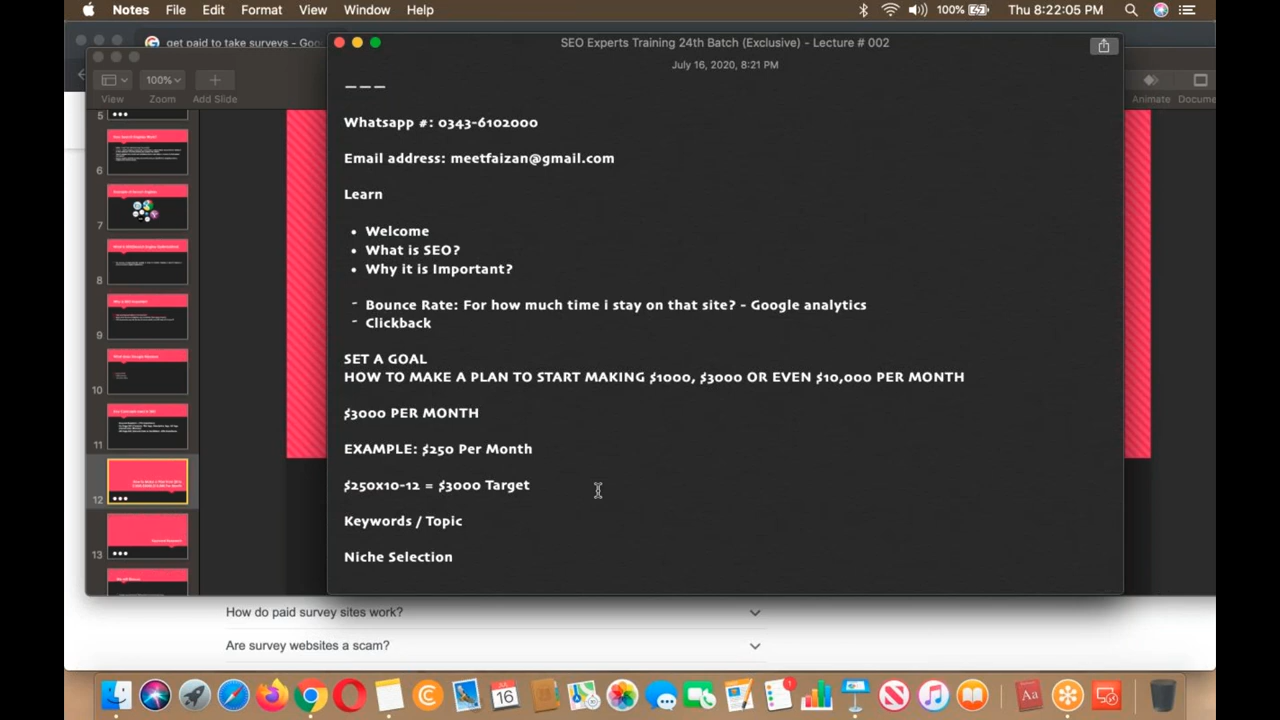 Notes File Edit Format View Window Help 100% Thu 8:22:05 PM
get paid to take surveys - Goo
SEO Experts Training 24th Batch (Exclusive) - Lecture # 002
July 16, 2020, 8:21 PM
100%
View Zoom Add Slide Animate Docume
---
Whatsapp #: 0343-6102000
Email address: meetfaizan@gmail.com
Learn
• Welcome
• What is SEO?
• Why it is Important?
- Bounce Rate: For how much time i stay on that site? - Google analytics
- Clickback
SET A GOAL
HOW TO MAKE A PLAN TO START MAKING $1000, $3000 OR EVEN $10,000 PER MONTH
$3000 PER MONTH
EXAMPLE: $250 Per Month
$250x10-12 = $3000 Target
Keywords / Topic
Niche Selection
5
6
7
8
9
10
11
12
13
How do paid survey sites work?
Are survey websites a scam?
JUL
16
1
Aa